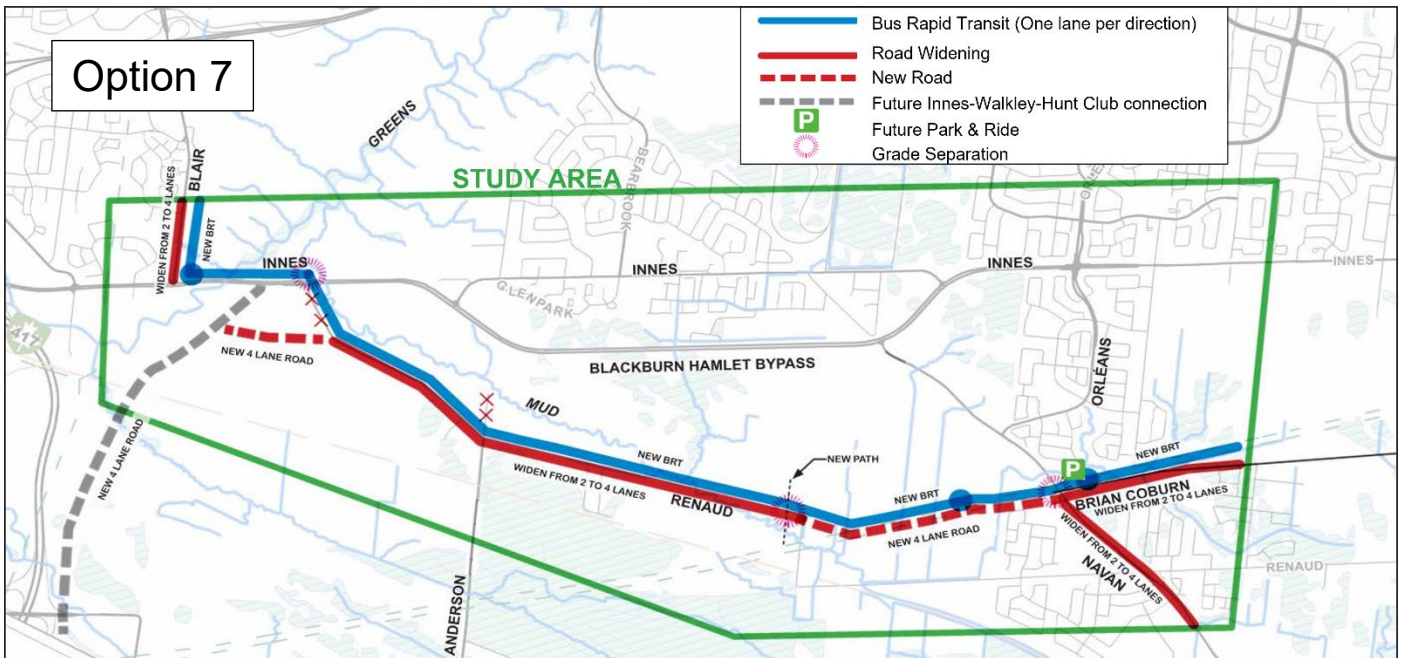 Option 7
Bus Rapid Transit (One lane per direction)
Road Widening
New Road
Future Innes-Walkley-Hunt Club connection
P
Future Park & Ride
Grade Separation
GREENS
BEARBROOK
STUDY AREA
WIDEN FROM 2 TO 4 LANES
BLAIR
NEW BRT
INNES
INNES
INNES
INNES
GLENPARK
417
NEW 4 LANE ROAD
BLACKBURN HAMLET BYPASS
ORLÉANS
MUD
NEW 4 LANE ROAD
NEW BRT
NEW PATH
WIDEN FROM 2 TO 4 LANES
RENAUD
NEW BRT
P
NEW BRT
BRIAN COBURN
WIDEN FROM 2 TO 4 LANES
NEW 4 LANE ROAD
WIDEN FROM 2 TO 4 LANES
NAVAN
RENAUD
ANDERSON